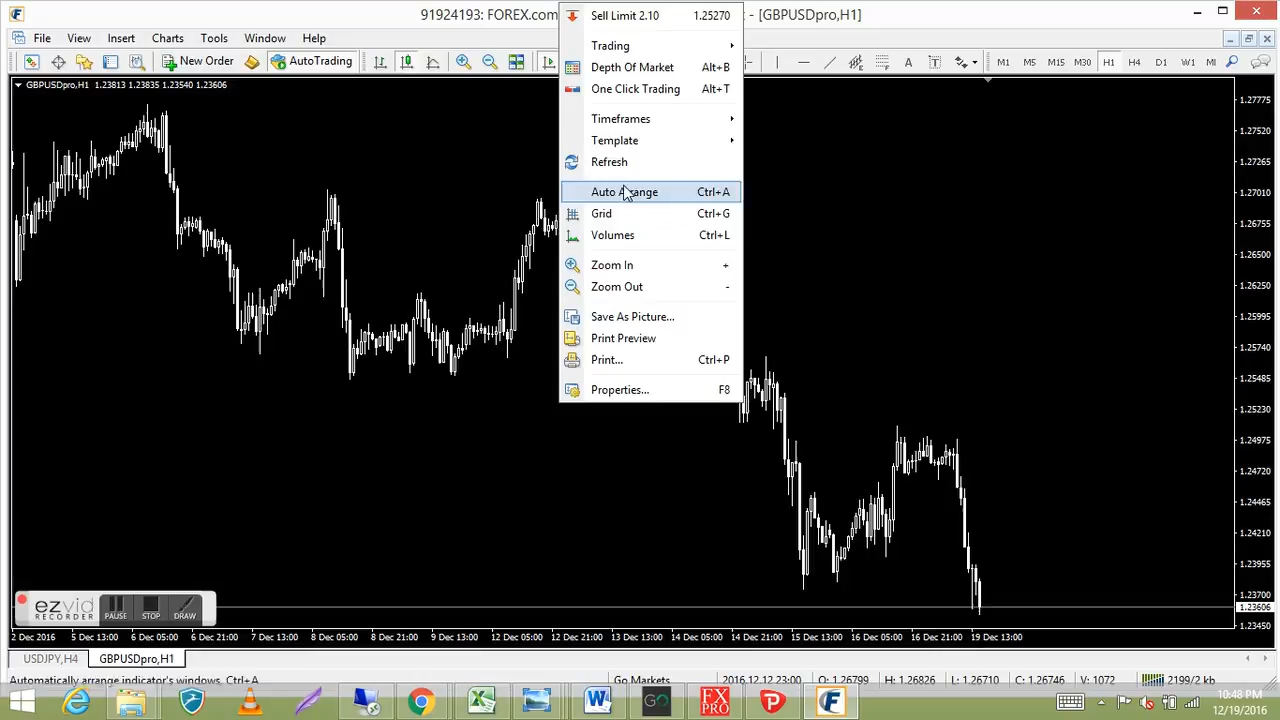 91924193: FOREX.com
t - [GBPUSDpro,H1]
File View Insert Charts Tools Window Help
New Order AutoTrading A T H1 M5 M15 M30 H1 H4 D1 W1
GBPUSDpro,H1 1.23813 1.23835 1.23540 1.23606
Sell Limit 2.10 1.25270
Trading
Depth Of Market Alt+B
One Click Trading Alt+T
Timeframes
Template
Refresh
Auto Arrange Ctrl+A
Grid Ctrl+G
Volumes Ctrl+L
Zoom In +
Zoom Out -
Save As Picture...
Print Preview
Print... Ctrl+P
Properties... F8
1.27775
1.27520
1.27265
1.27010
1.26755
1.26500
1.26250
1.25995
1.25740
1.25485
1.25230
1.24975
1.24720
1.24465
1.24210
1.23955
1.23700
1.23606
1.23450
ezvid
RECORDER
PAUSE STOP DRAW
2 Dec 2016 5 Dec 13:00 6 Dec 05:00 6 Dec 21:00 7 Dec 13:00 8 Dec 05:00 8 Dec 21:00 9 Dec 13:00 12 Dec 05:00 12 Dec 21:00 13 Dec 13:00 14 Dec 05:00 14 Dec 21:00 15 Dec 13:00 16 Dec 05:00 16 Dec 21:00 19 Dec 13:00
USDJPY,H4 GBPUSDpro,H1
Automatically arrange indicator's windows, Ctrl+A Go Markets 2016.12.12 23:00 O: 1.26799 H: 1.26826 L: 1.26710 C: 1.26746 V: 1072 2199/2 kb
GO FX PRO
10:48 PM
12/19/2016